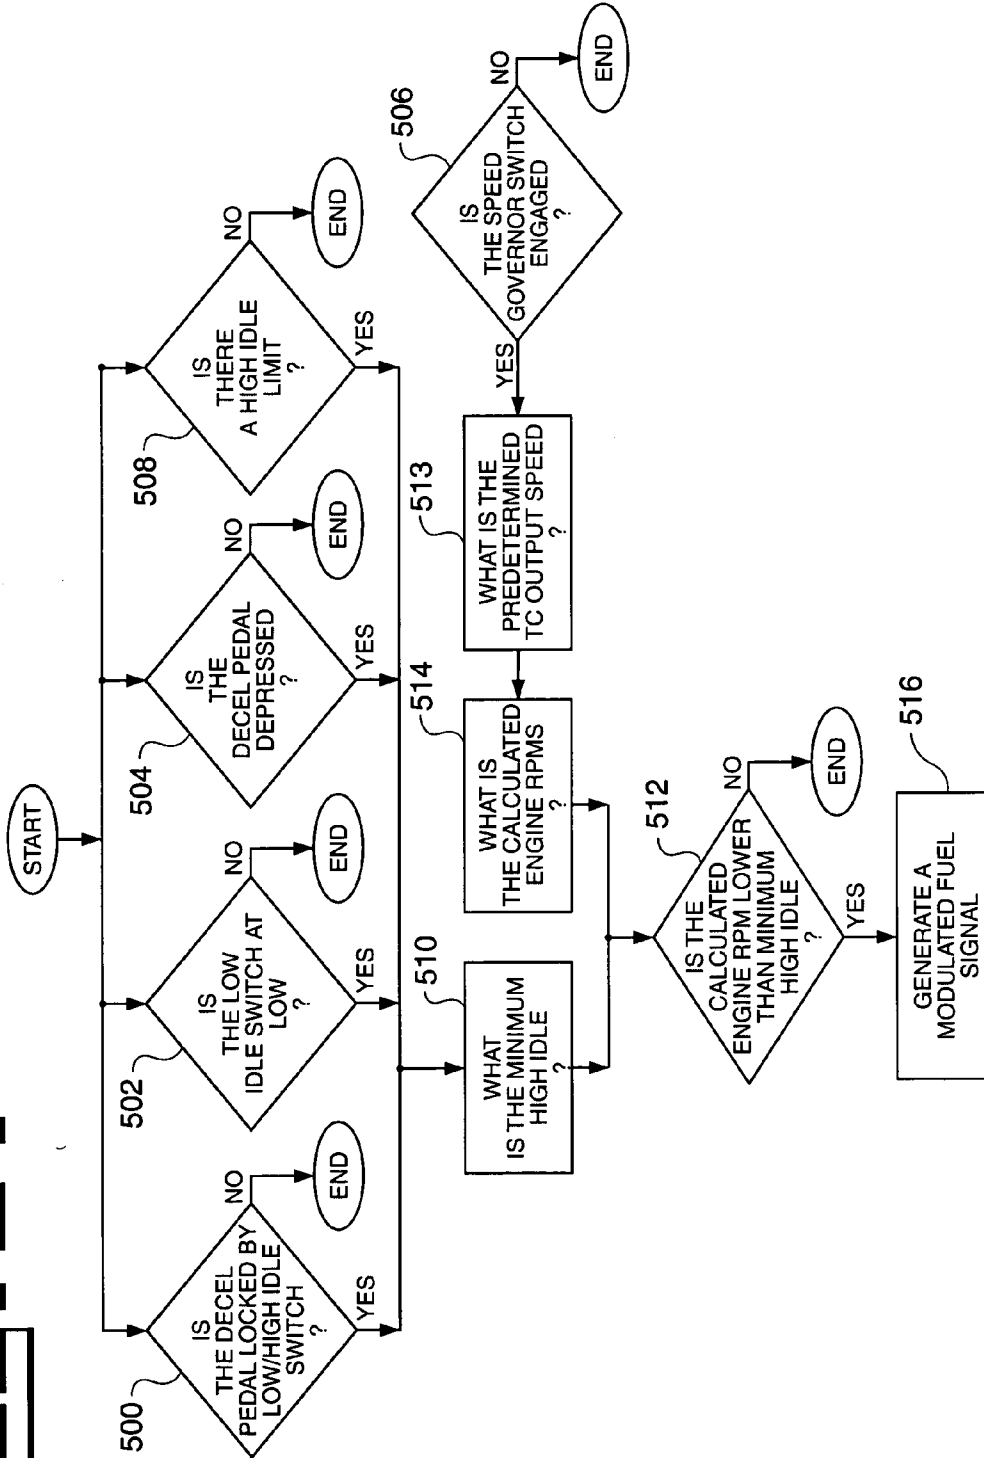 START
500
IS
THE DECEL
PEDAL LOCKED BY
LOW/HIGH IDLE
SWITCH
?
NO
END
YES
502
IS
THE LOW
IDLE SWITCH AT
LOW
?
NO
END
YES
504
IS
THE
DECEL PEDAL
DEPRESSED
?
NO
END
YES
508
IS
THERE
A HIGH IDLE
LIMIT
?
NO
END
YES
506
IS
THE SPEED
GOVERNOR SWITCH
ENGAGED
?
NO
END
YES
510
WHAT
IS THE MINIMUM
HIGH IDLE
?
514
WHAT IS
THE CALCULATED
ENGINE RPMS
?
513
WHAT IS THE
PREDETERMINED
TC OUTPUT SPEED
?
512
IS THE
CALCULATED
ENGINE RPM LOWER
THAN MINIMUM
HIGH IDLE
?
NO
END
YES
516
GENERATE A
MODULATED FUEL
SIGNAL